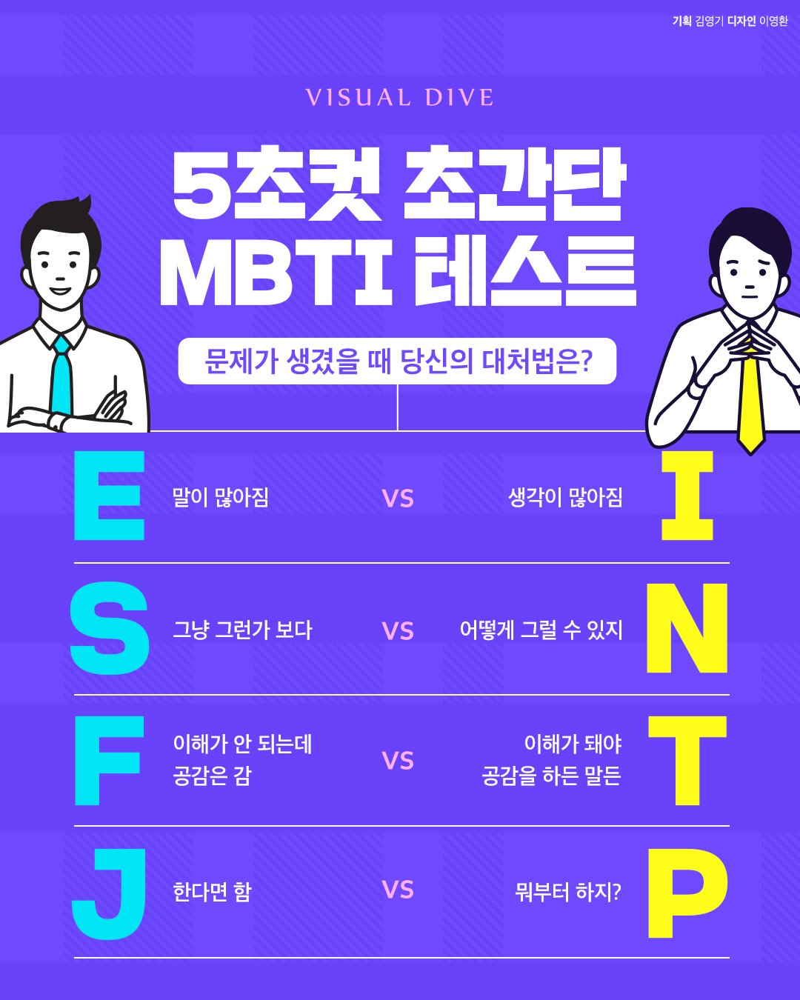 기획 김영기 디자인 이영환
VISUAL DIVE
5초컷 초간단
MBTI 테스트
문제가 생겼을 때 당신의 대처법은?
E 말이 많아짐 VS 생각이 많아짐 I
S 그냥 그런가 보다 VS 어떻게 그럴 수 있지 N
F 이해가 안 되는데 공감은 감 VS 이해가 돼야 공감을 하든 말든 T
J 한다면 함 VS 뭐부터 하지? P